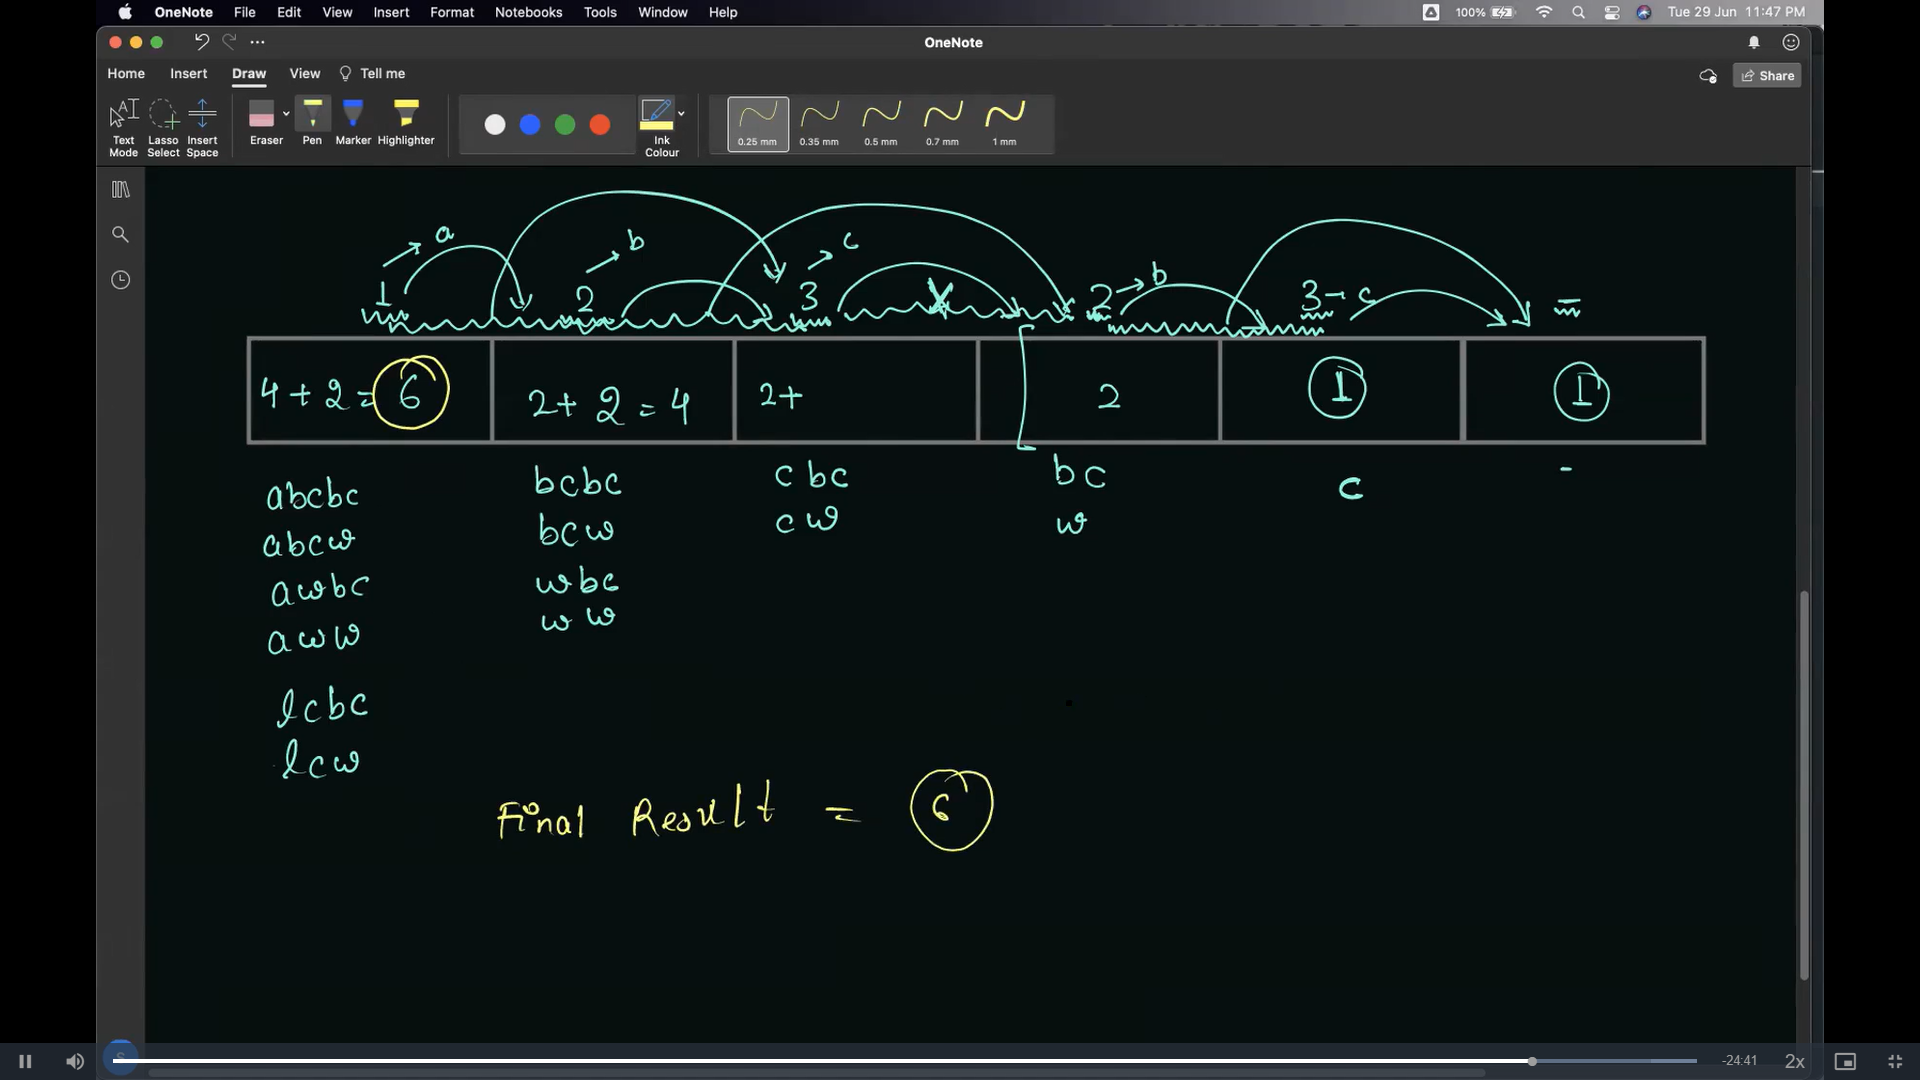 OneNote File Edit View Insert Format Notebooks Tools Window Help 100% Tue 29 Jun 11:47 PM
OneNote
Home Insert Draw View Tell me Share
Text Mode Lasso Select Insert Space Eraser Pen Marker Highlighter Ink Colour 0.25 mm 0.35 mm 0.5 mm 0.7 mm 1 mm
a b c b
1 2 3 x 2 3 - c -
4 + 2 = 6 2 + 2 = 4 2 + 2 1 1
abcbc bcbc cbc bc c -
abcw bcw cw w
awbc wbc
aww ww
lcbc
lcw
Final Result = 6
S -24:41 2x